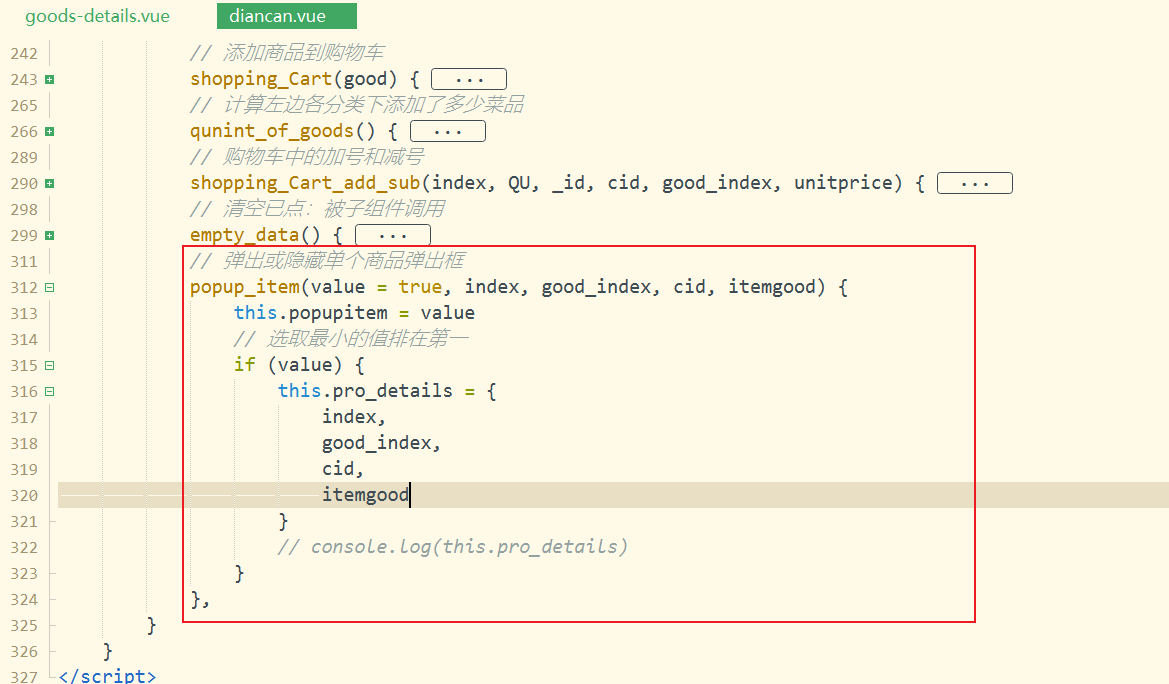 goods-details.vue diancan.vue
242 // 添加商品到购物车
243 shopping_Cart(good) { ...
265 // 计算左边各分类下添加了多少菜品
266 qunint_of_goods() { ...
289 // 购物车中的加号和减号
290 shopping_Cart_add_sub(index, QU, _id, cid, good_index, unitprice) { ...
298 // 清空已点：被子组件调用
299 empty_data() { ...
311 // 弹出或隐藏单个商品弹出框
312 popup_item(value = true, index, good_index, cid, itemgood) {
313 this.popupitem = value
314 // 选取最小的值排在第一
315 if (value) {
316 this.pro_details = {
317 index,
318 good_index,
319 cid,
320 itemgood
321 }
322 // console.log(this.pro_details)
323 }
324 },
325 }
326 }
327 </script>